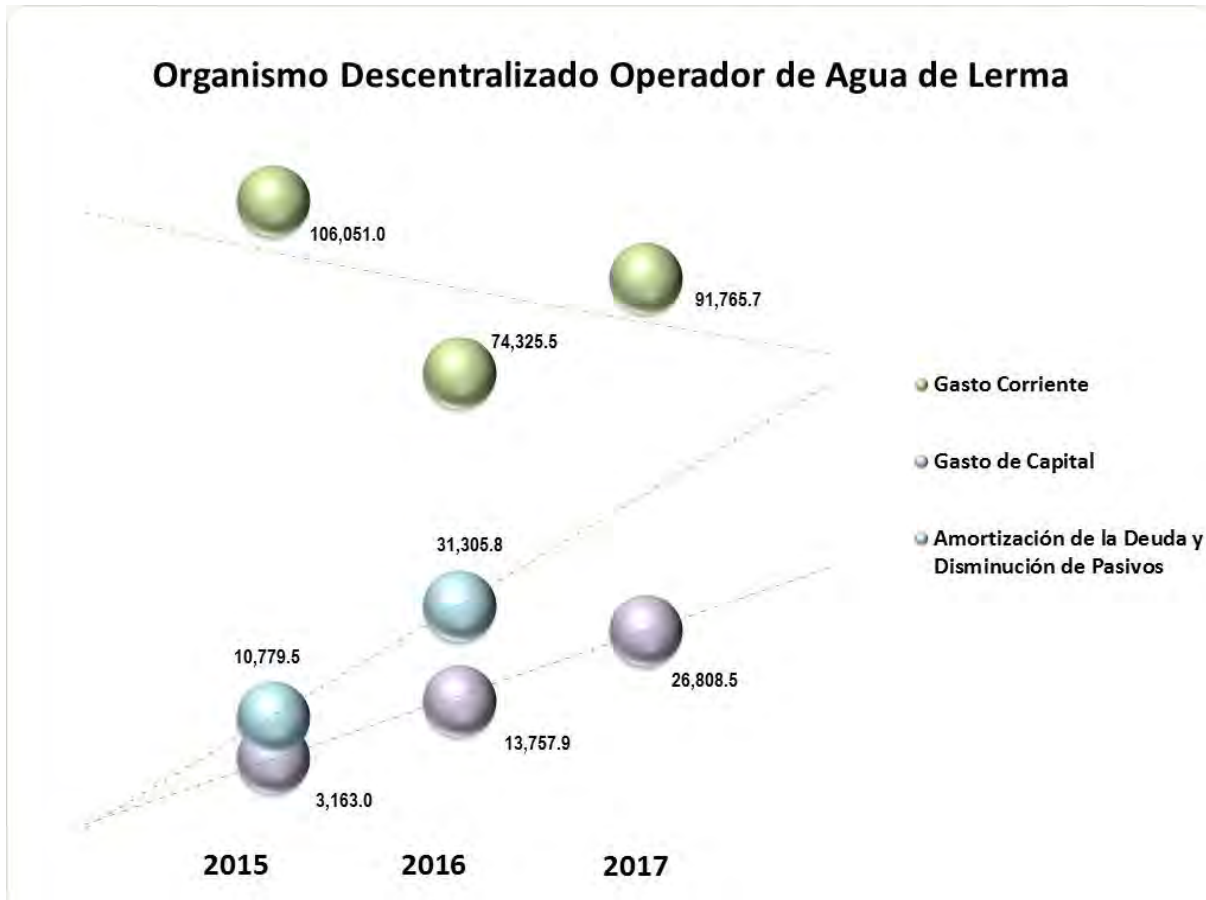 Organismo Descentralizado Operador de Agua de Lerma
106,051.0
91,765.7
74,325.5
Gasto Corriente
Gasto de Capital
Amortización de la Deuda y
Disminución de Pasivos
31,305.8
10,779.5
26,808.5
13,757.9
3,163.0
2015
2016
2017